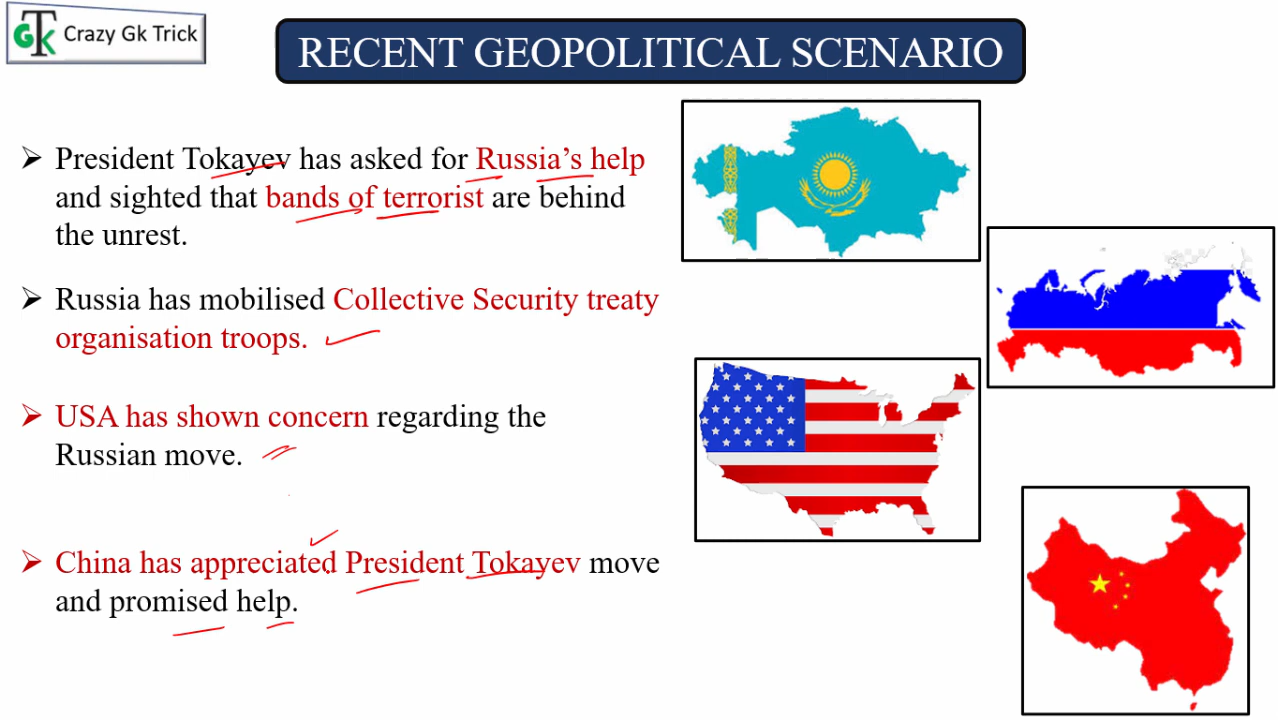 GK Crazy Gk Trick
RECENT GEOPOLITICAL SCENARIO
➢ President Tokayev has asked for Russia’s help
and sighted that bands of terrorist are behind
the unrest.
➢ Russia has mobilised Collective Security treaty
organisation troops.
➢ USA has shown concern regarding the
Russian move.
➢ China has appreciated President Tokayev move
and promised help.